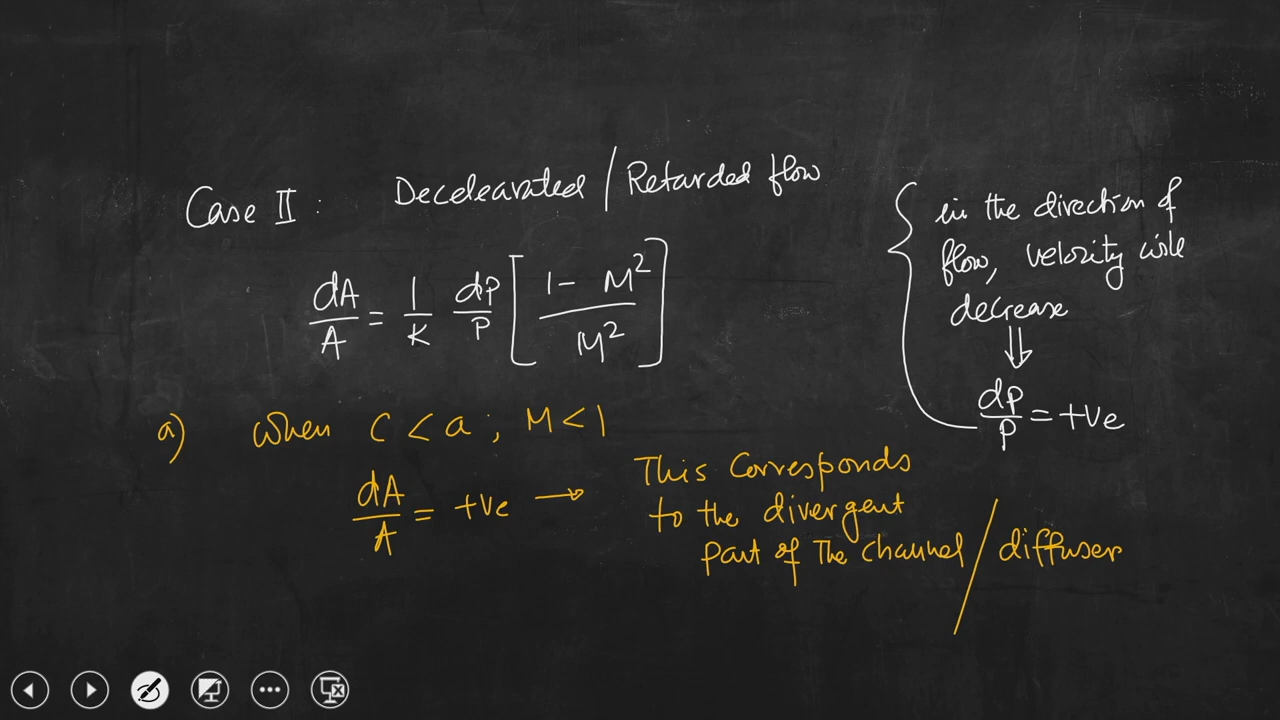 Case II : Decelearated / Retarded flow
dA/A = 1/K dP/P [ 1 - M² / M² ]
{ in the direction of
flow, velocity will
decrease
⇓
dP/P = +ve
a) when C < a ; M < 1
dA/A = +ve → This Corresponds
to the divergent
part of The channel / diffuser